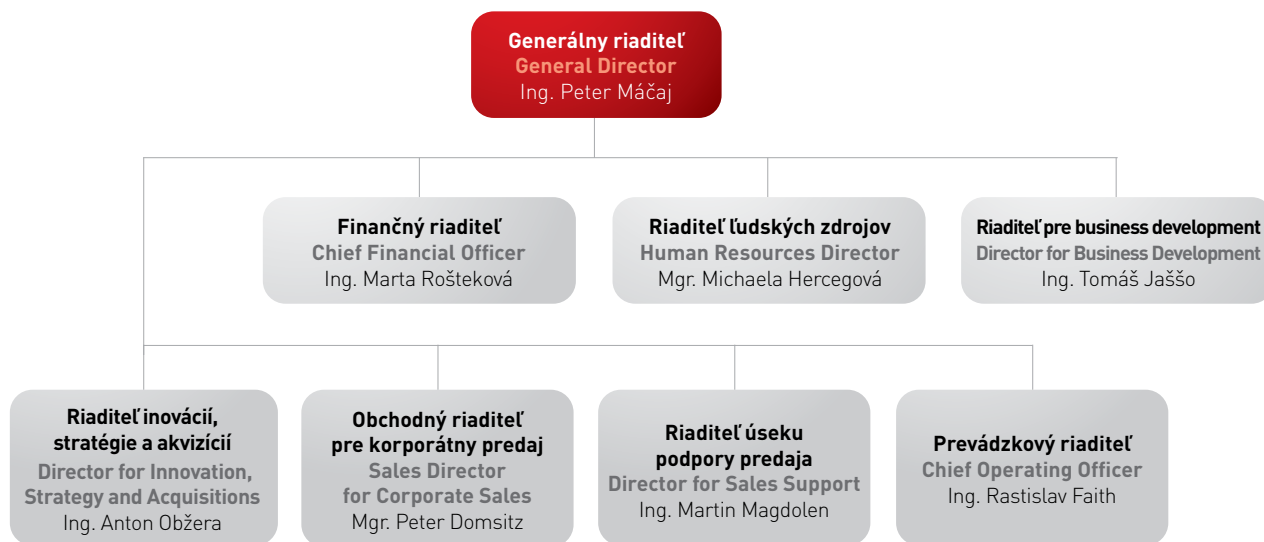 Generálny riaditeľ
General Director
Ing. Peter Máčaj
Finančný riaditeľ
Chief Financial Officer
Ing. Marta Rošteková
Riaditeľ ľudských zdrojov
Human Resources Director
Mgr. Michaela Hercegová
Riaditeľ pre business development
Director for Business Development
Ing. Tomáš Jaššo
Riaditeľ inovácií,
stratégie a akvizícií
Director for Innovation,
Strategy and Acquisitions
Ing. Anton Obžera
Obchodný riaditeľ
pre korporátny predaj
Sales Director
for Corporate Sales
Mgr. Peter Domsitz
Riaditeľ úseku
podpory predaja
Director for Sales Support
Ing. Martin Magdolen
Prevádzkový riaditeľ
Chief Operating Officer
Ing. Rastislav Faith